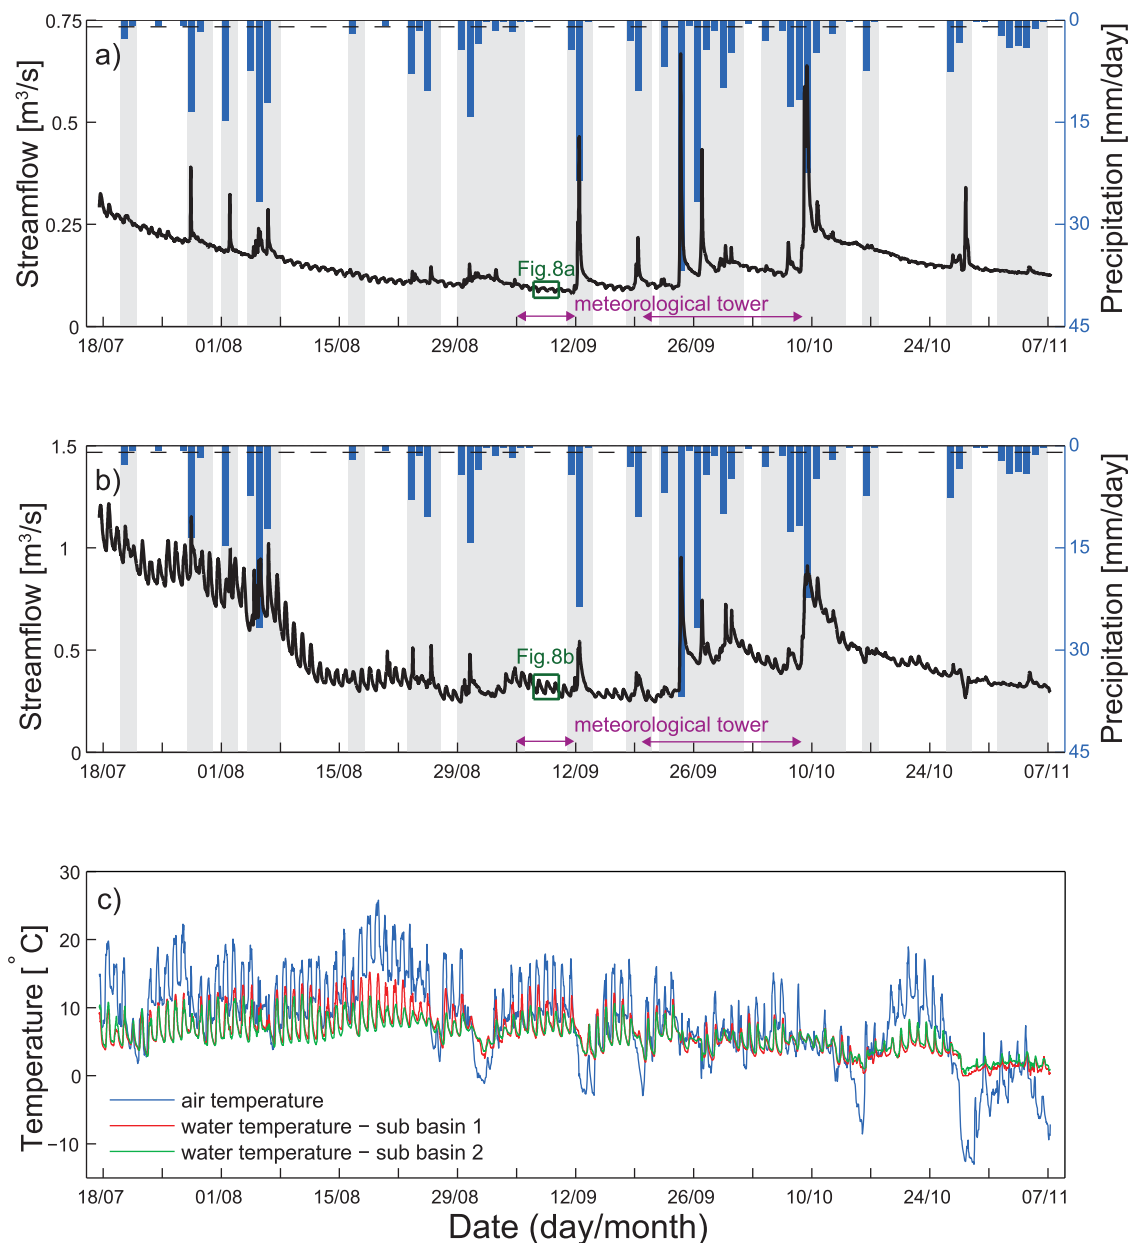 a)
Streamflow [m³/s]
0.75
0.5
0.25
0
Fig.8a
meteorological tower
Precipitation [mm/day]
0
15
30
45
18/07 01/08 15/08 29/08 12/09 26/09 10/10 24/10 07/11
b)
Streamflow [m³/s]
1.5
1
0.5
0
Fig.8b
meteorological tower
Precipitation [mm/day]
0
15
30
45
18/07 01/08 15/08 29/08 12/09 26/09 10/10 24/10 07/11
c)
Temperature [°C]
30
20
10
0
−10
air temperature
water temperature − sub basin 1
water temperature − sub basin 2
18/07 01/08 15/08 29/08 12/09 26/09 10/10 24/10 07/11
Date (day/month)